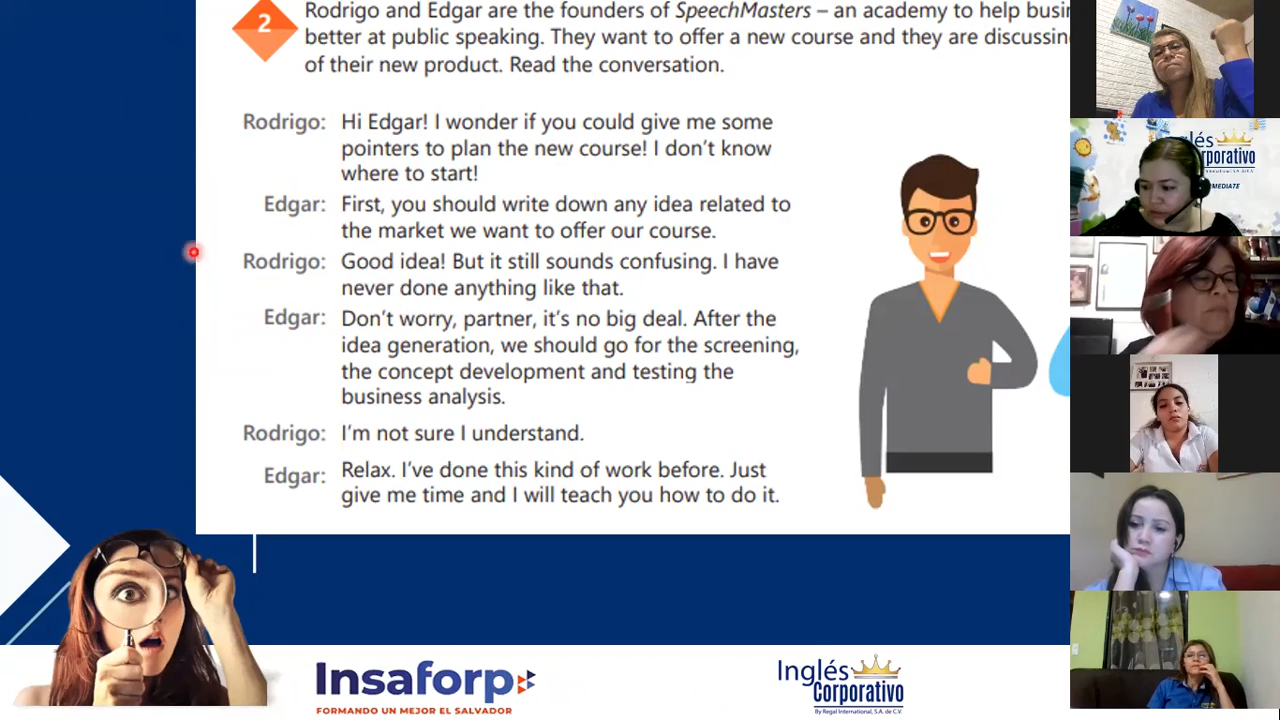 2
Rodrigo and Edgar are the founders of SpeechMasters – an academy to help
better at public speaking. They want to offer a new course and they are
of their new product. Read the conversation.
Rodrigo: Hi Edgar! I wonder if you could give me some
pointers to plan the new course! I don't know
where to start!
Edgar: First, you should write down any idea related to
the market we want to offer our course.
Rodrigo: Good idea! But it still sounds confusing. I have
never done anything like that.
Edgar: Don't worry, partner, it's no big deal. After the
idea generation, we should go for the screening,
the concept development and testing the
business analysis.
Rodrigo: I'm not sure I understand.
Edgar: Relax. I've done this kind of work before. Just
give me time and I will teach you how to do it.
Insaforp
FORMANDO UN MEJOR EL SALVADOR
Inglés
Corporativo
By Regal International, S.A. de C.V.
Inglés